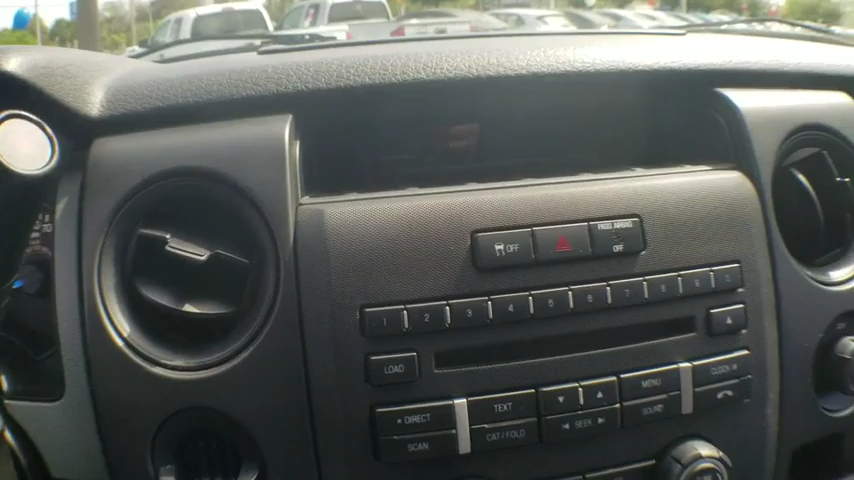 OFF
PASS AIRBAG
OFF
1 2 3 4 5 6 7 8 9 0
LOAD
DIRECT
TEXT
MENU
CLOCK
SCAN
CAT/FOLD
SEEK
SOUND
70